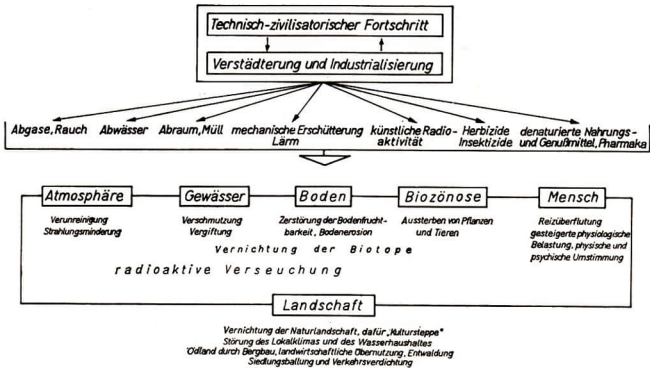 Technisch-zivilisatorischer Fortschritt
Verstädterung und Industrialisierung
Abgase, Rauch
Abwässer
Abraum, Müll
mechanische Erschütterung
Lärm
künstliche Radio-
aktivität
Herbizide
Insektizide
denaturierte Nahrungs-
und Genußmittel, Pharmaka
Atmosphäre
Verunreinigung
Strahlungsminderung
Gewässer
Verschmutzung
Vergiftung
Boden
Zerstörung der Bodenfrucht-
barkeit, Bodenerosion
Biozönose
Aussterben von Pflanzen
und Tieren
Mensch
Reizüberflutung
gesteigerte physiologische
Belastung, physische und
psychische Umstimmung
Vernichtung der Biotope
radioaktive Verseuchung
Landschaft
Vernichtung der Naturlandschaft, dafür „Kultursteppe"
Störung des Lokalklimas und des Wasserhaushaltes
Ödland durch Bergbau, landwirtschaftliche Übernutzung, Entwaldung
Siedlungsballung und Verkehrsverdichtung